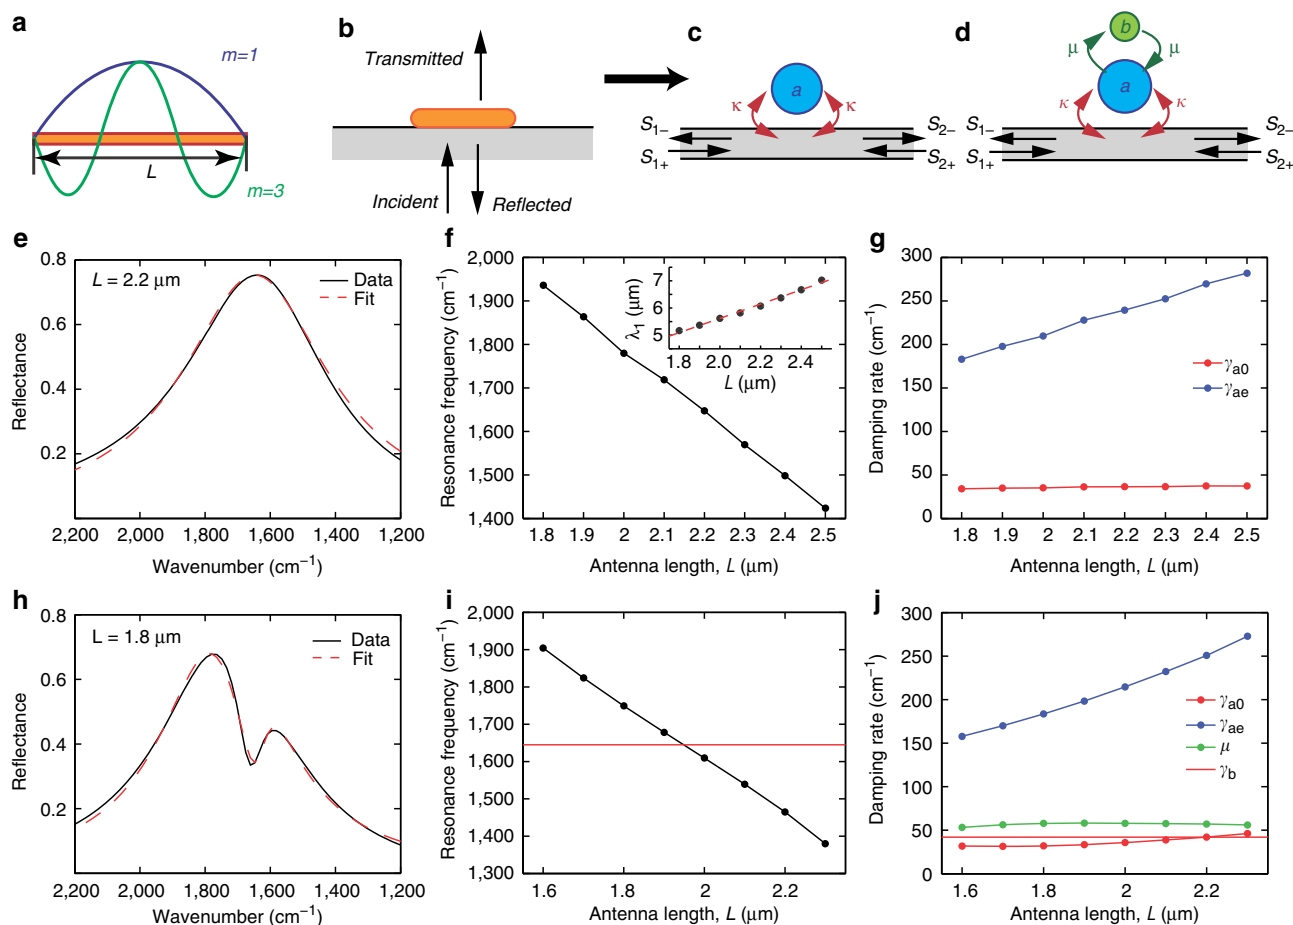 a
m=1
L
m=3
b
Transmitted
Incident
Reflected
c
a
κ κ
S1− S2−
S1+ S2+
d
b
μ μ
a
κ κ
S1− S2−
S1+ S2+
e
L = 2.2 μm
Data
Fit
Reflectance
0.8
0.6
0.4
0.2
2,200 2,000 1,800 1,600 1,400 1,200
Wavenumber (cm−1)
f
Resonance frequency (cm−1)
2,000
1,900
1,800
1,700
1,600
1,500
1,400
1.8 1.9 2 2.1 2.2 2.3 2.4 2.5
Antenna length, L (μm)
λ1 (μm)
7
6
5
1.8 2.0 2.2 2.4
L (μm)
g
Damping rate (cm−1)
300
250
200
150
100
50
0
γa0
γae
1.8 1.9 2 2.1 2.2 2.3 2.4 2.5
Antenna length, L (μm)
h
L = 1.8 μm
Data
Fit
Reflectance
0.8
0.6
0.4
0.2
2,200 2,000 1,800 1,600 1,400 1,200
Wavenumber (cm−1)
i
Resonance frequency (cm−1)
2,000
1,900
1,800
1,700
1,600
1,500
1,400
1,300
1.6 1.8 2 2.2
Antenna length, L (μm)
j
Damping rate (cm−1)
300
250
200
150
100
50
0
γa0
γae
μ
γb
1.6 1.8 2 2.2
Antenna length, L (μm)